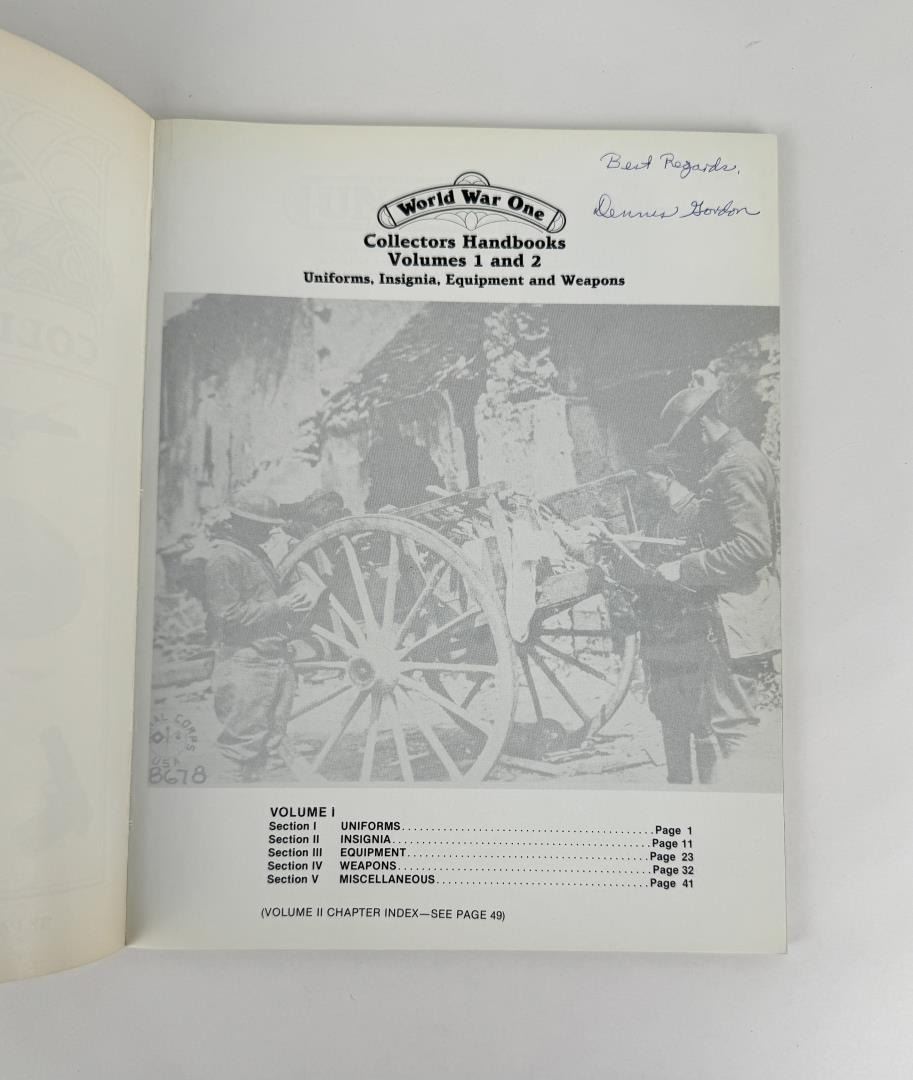 Best Regards,
Dennis Gordon
World War One
Collectors Handbooks
Volumes 1 and 2
Uniforms, Insignia, Equipment and Weapons
USA
8678
VOLUME I
Section I UNIFORMS Page 1
Section II INSIGNIA Page 11
Section III EQUIPMENT Page 23
Section IV WEAPONS Page 32
Section V MISCELLANEOUS Page 41
(VOLUME II CHAPTER INDEX—SEE PAGE 49)